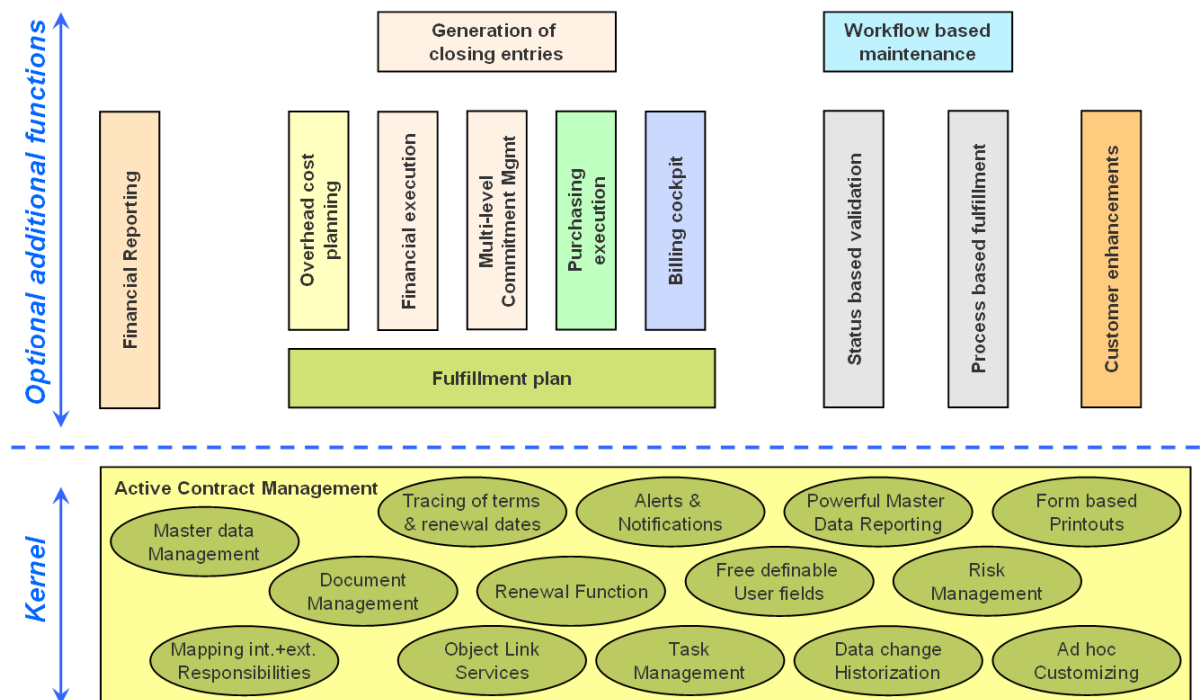 Optional additional functions
Generation of
closing entries
Workflow based
maintenance
Financial Reporting
Overhead cost
planning
Financial execution
Multi-level
Commitment Mgmt
Purchasing
execution
Billing cockpit
Status based validation
Process based fulfillment
Customer enhancements
Fulfillment plan
Kernel
Active Contract Management
Master data
Management
Tracing of terms
& renewal dates
Alerts &
Notifications
Powerful Master
Data Reporting
Form based
Printouts
Document
Management
Renewal Function
Free definable
User fields
Risk
Management
Mapping int.+ext.
Responsibilities
Object Link
Services
Task
Management
Data change
Historization
Ad hoc
Customizing